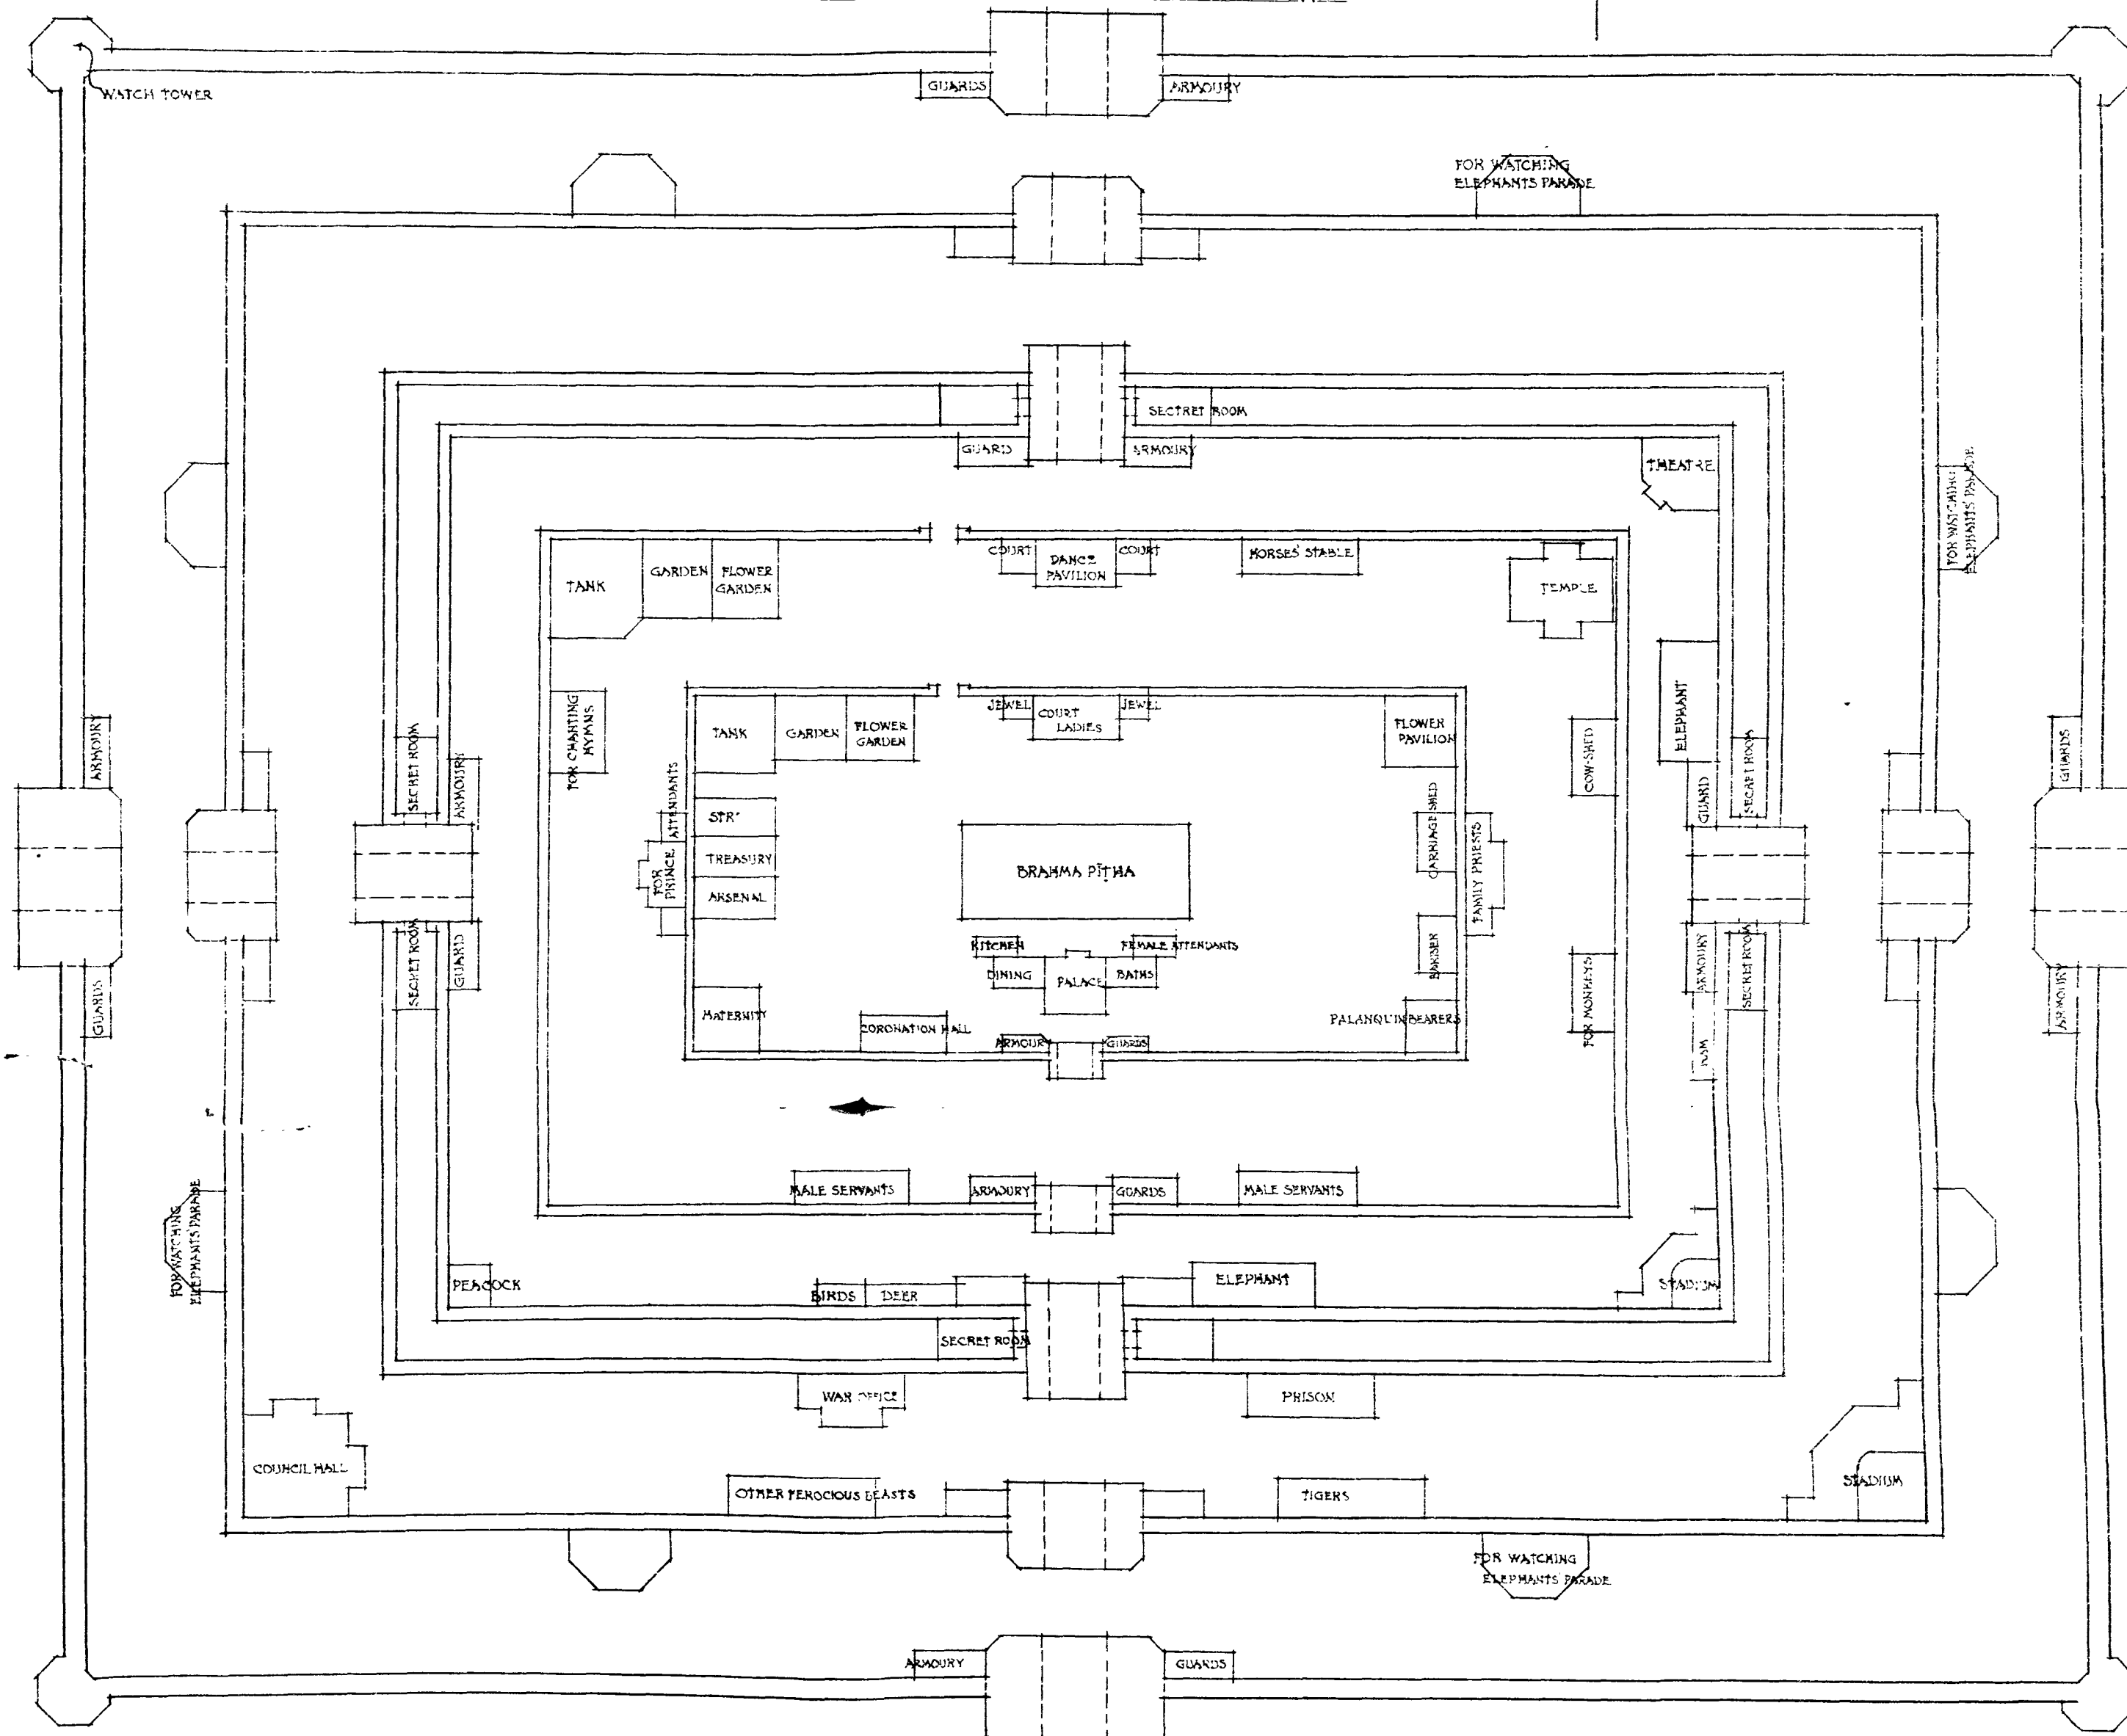 WATCH TOWER
GUARDS
ARMOURY
FOR WATCHING
ELEPHANTS PARADE
SECTRET ROOM
GUARD
ARMOURY
THEATRE
FOR WATCHING
ELEPHANTS' PARADE
COURT
DANCE
PAVILION
COURT
HORSES' STABLE
TANK
GARDEN
FLOWER
GARDEN
TEMPLE
FOR CHANTING
HYMNS
JEWEL
COURT
LADIES
JEWEL
TANK
GARDEN
FLOWER
GARDEN
FLOWER
PAVILION
ELEPHANT
COW-SHED
ARMOURY
SECRET ROOM
ARMOURY
ATTENDANTS
GUARD
SECRET ROOM
GUARDS
FOR
PRINCE
TREASURY
ARSENAL
BRAHMA PĪṬHA
CARRIAGE SHED
FAMILY PRIESTS
KITCHEN
FEMALE ATTENDANTS
DINING
PALACE
BATHS
GUARDS
SECRET ROOM
GUARD
MATERNITY
CORONATION HALL
ARMOUR
GUARDS
PALANQUIN BEARERS
FOR MONKEYS
ARMOURY
SECRET ROOM
ARMOURY
MALE SERVANTS
ARMOURY
GUARDS
MALE SERVANTS
FOR WATCHING
ELEPHANTS' PARADE
PEACOCK
BIRDS
DEER
ELEPHANT
STADIUM
SECRET ROOM
WAR OFFICE
PRISON
COUNCIL HALL
OTHER FEROCIOUS BEASTS
TIGERS
STADIUM
FOR WATCHING
ELEPHANTS' PARADE
ARMOURY
GUARDS